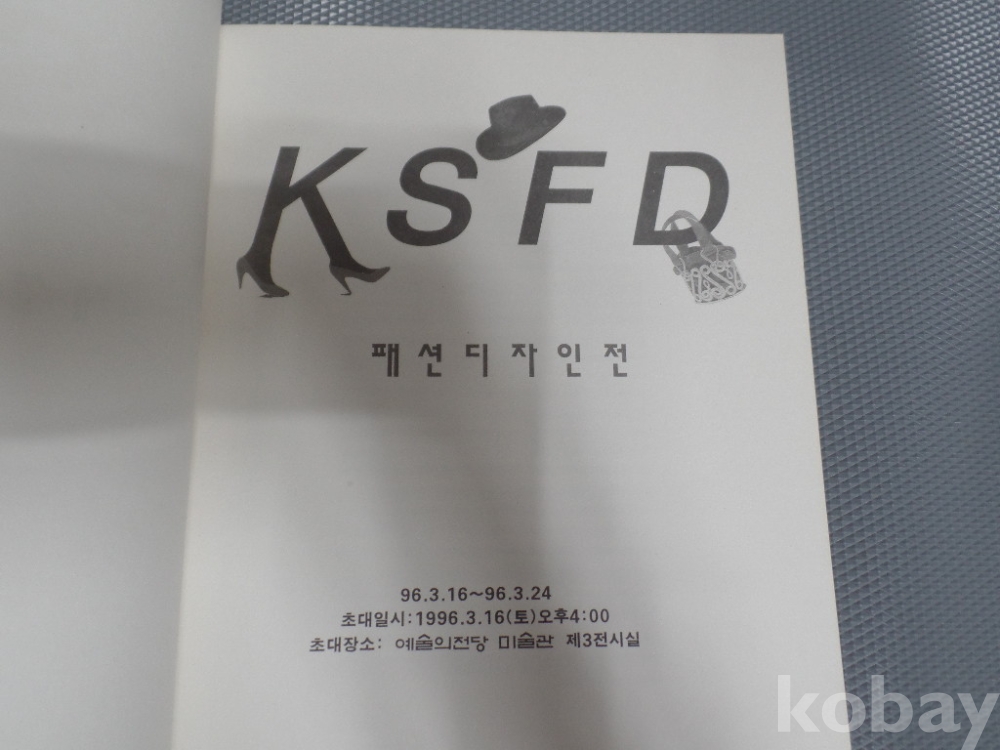 KSFD
패션디자인전
96.3.16~96.3.24
초대일시:1996.3.16(토)오후4:00
초대장소: 예술의전당 미술관 제3전시실
kobay